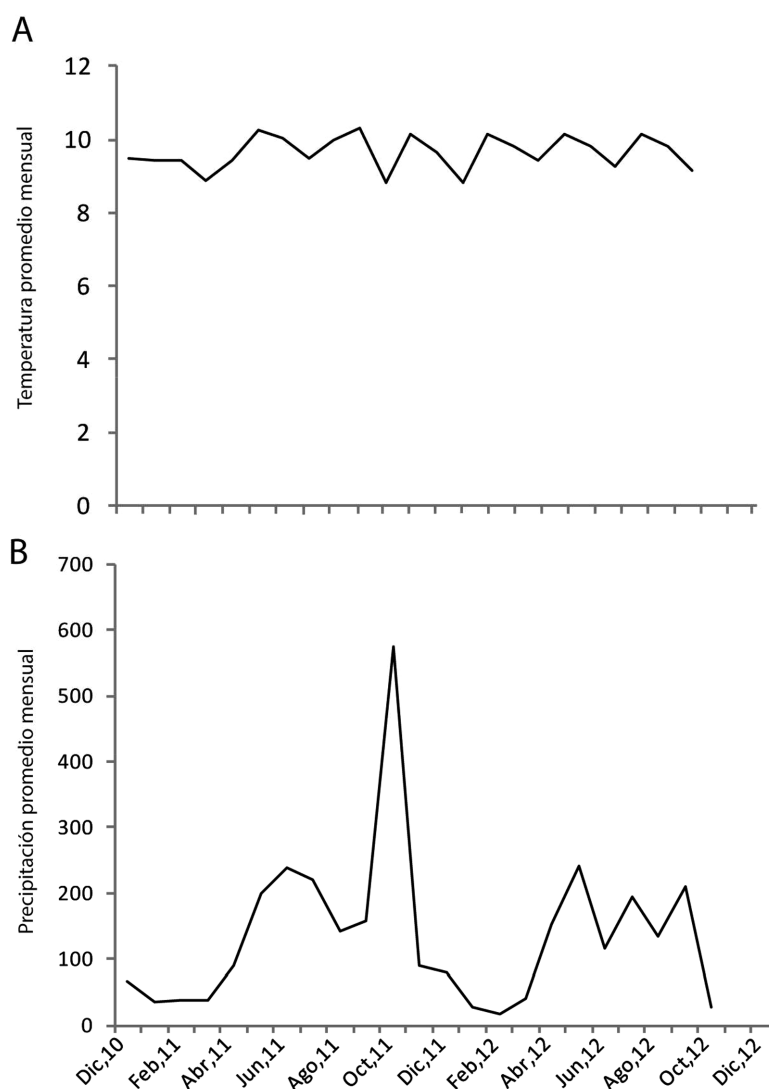 A
Temperatura promedio mensual
12
10
8
6
4
2
0
B
Precipitación promedio mensual
700
600
500
400
300
200
100
0
Dic,10
Feb,11
Abr,11
Jun,11
Ago,11
Oct,11
Dic,11
Feb,12
Abr,12
Jun,12
Ago,12
Oct,12
Dic,12